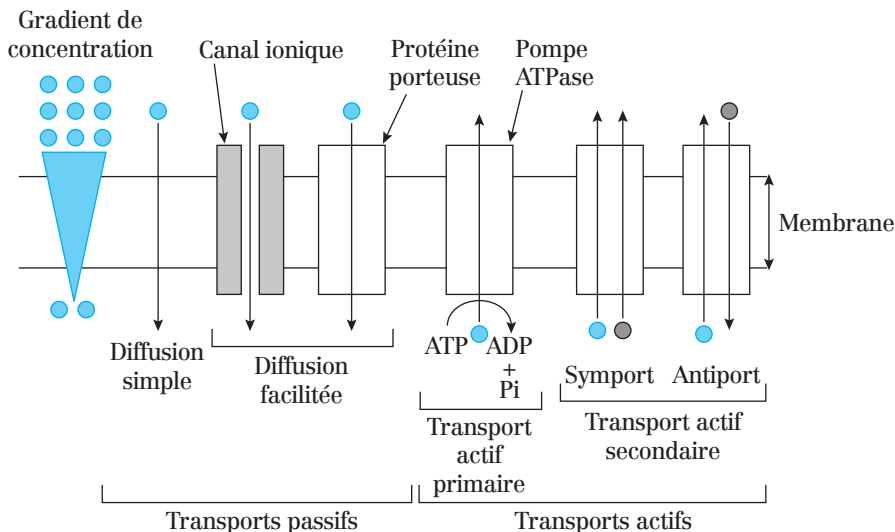 Gradient de
concentration
Canal ionique
Protéine
porteuse
Pompe
ATPase
Membrane
Diffusion
simple
Diffusion
facilitée
ATP
ADP
+
Pi
Symport
Antiport
Transport
actif
primaire
Transport actif
secondaire
Transports passifs
Transports actifs